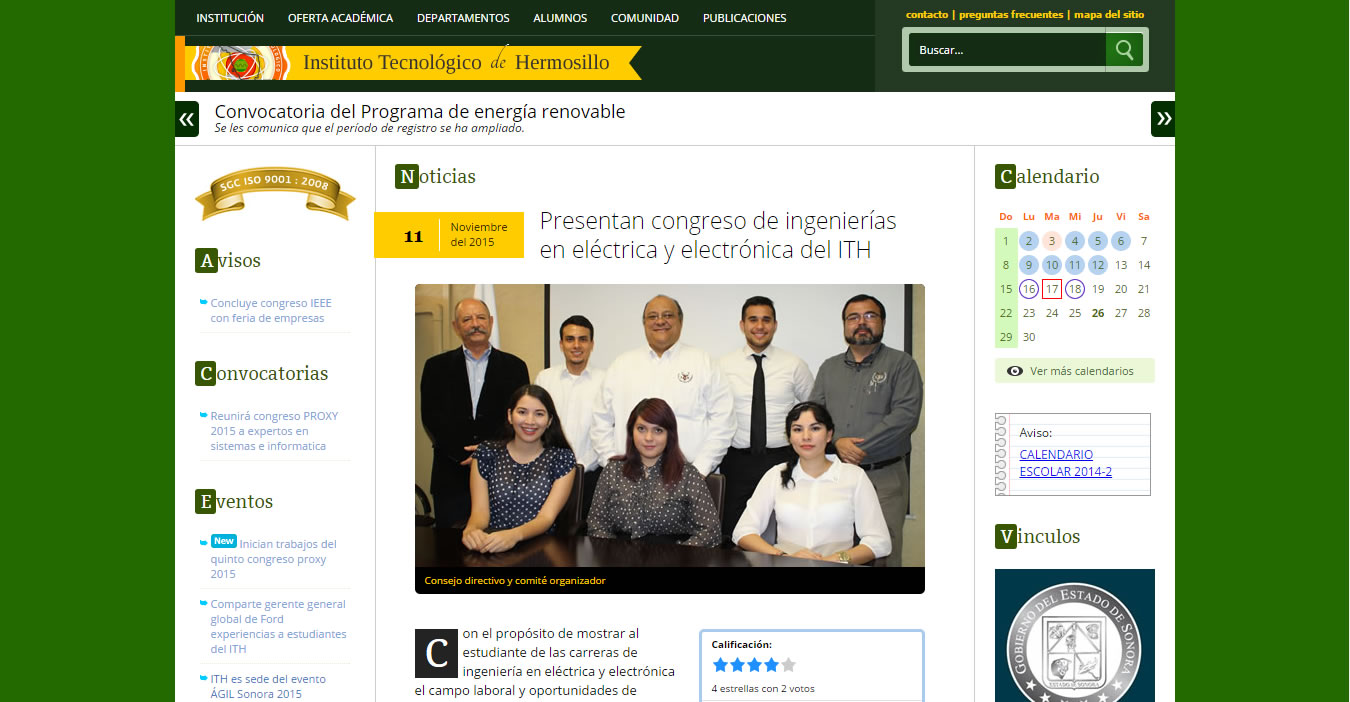 INSTITUCIÓN OFERTA ACADÉMICA DEPARTAMENTOS ALUMNOS COMUNIDAD PUBLICACIONES
contacto | preguntas frecuentes | mapa del sitio
Instituto Tecnológico de Hermosillo
Buscar...
Convocatoria del Programa de energía renovable
Se les comunica que el período de registro se ha ampliado.
SGC ISO 9001 : 2008
Avisos
Concluye congreso IEEE
con feria de empresas
Convocatorias
Reunirá congreso PROXY
2015 a expertos en
sistemas e informatica
Eventos
New Inician trabajos del
quinto congreso proxy
2015
Comparte gerente general
global de Ford
experiencias a estudiantes
del ITH
ITH es sede del evento
ÁGIL Sonora 2015
Noticias
11
Noviembre
del 2015
Presentan congreso de ingenierías
en eléctrica y electrónica del ITH
Consejo directivo y comité organizador
Con el propósito de mostrar al
estudiante de las carreras de
ingeniería en eléctrica y electrónica
el campo laboral y oportunidades de
Calificación:
4 estrellas con 2 votos
Calendario
Do Lu Ma Mi Ju Vi Sa
1 2 3 4 5 6 7
8 9 10 11 12 13 14
15 16 17 18 19 20 21
22 23 24 25 26 27 28
29 30
Ver más calendarios
Aviso:
CALENDARIO
ESCOLAR 2014-2
Vinculos
GOBIERNO DEL ESTADO DE SONORA
ESTADO DE SONORA